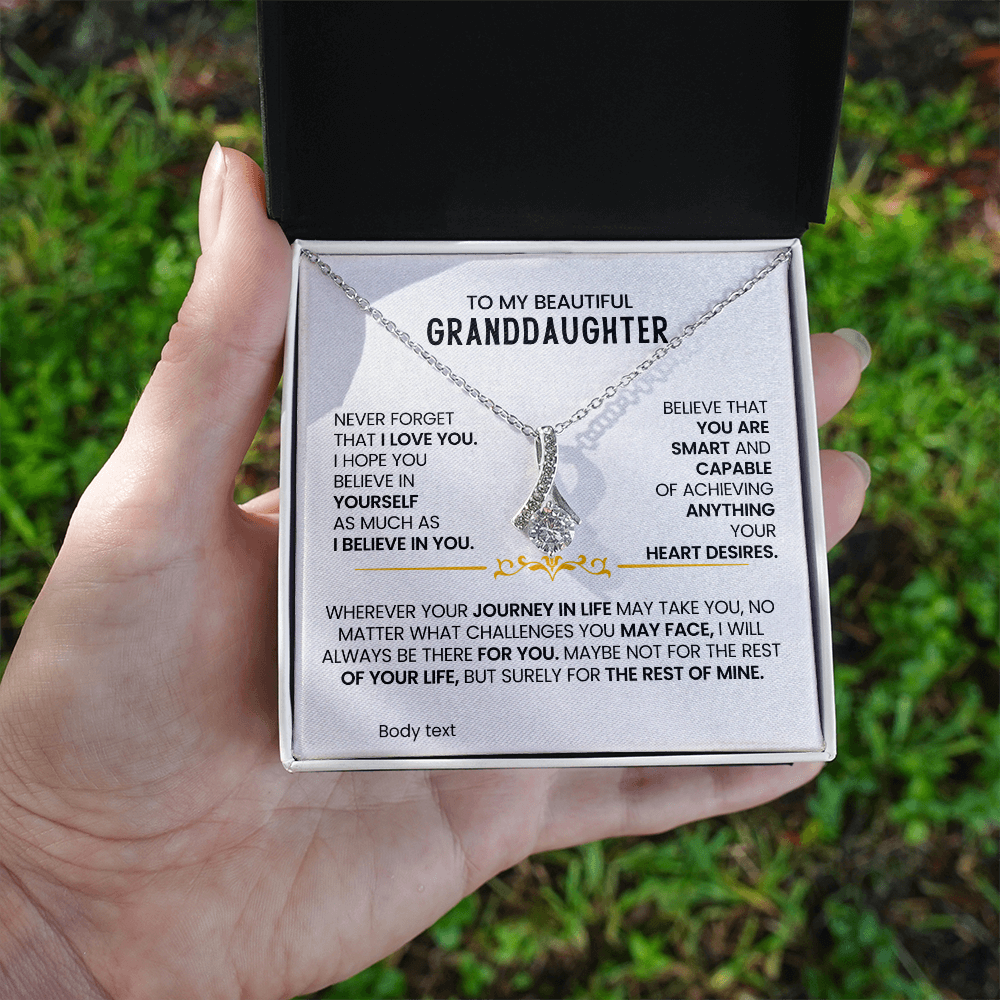 TO MY BEAUTIFUL
GRANDDAUGHTER
NEVER FORGET
THAT I LOVE YOU.
I HOPE YOU
BELIEVE IN
YOURSELF
AS MUCH AS
I BELIEVE IN YOU.
BELIEVE THAT
YOU ARE
SMART AND
CAPABLE
OF ACHIEVING
ANYTHING
YOUR
HEART DESIRES.
WHEREVER YOUR JOURNEY IN LIFE MAY TAKE YOU, NO
MATTER WHAT CHALLENGES YOU MAY FACE, I WILL
ALWAYS BE THERE FOR YOU. MAYBE NOT FOR THE REST
OF YOUR LIFE, BUT SURELY FOR THE REST OF MINE.
Body text